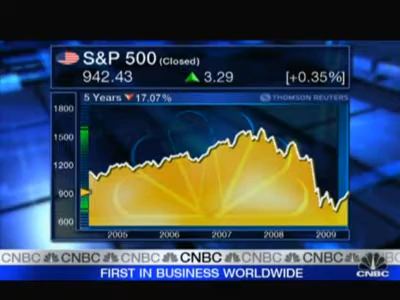 S&P 500 (Closed)
942.43 3.29 [+0.35%]
5 Years 17.07% THOMSON REUTERS
1800
1500
1200
900
600
2005 2006 2007 2008 2009
CNBC CNBC CNBC CNBC CNBC CNBC
FIRST IN BUSINESS WORLDWIDE
CNBC